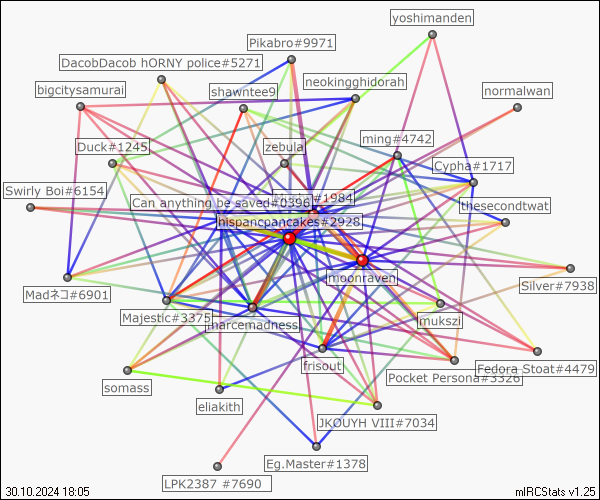 yoshimanden
Pikabro#9971
DacobDacob hORNY police#5271
neokingghidorah
bigcitysamurai
shawntee9
normalwan
ming#4742
Duck#1245
zebula
Cypha#1717
Swirly Boi#6154
#1984
Can anything be saved#0396
thesecondtwat
hispancpancakes#2928
moonraven
Silver#7938
Madネコ#6901
Majestic#3375
harcemadness
mukszi
frisout
Fedora Stoat#4479
Pocket Persona#3326
somass
eliakith
JKOUYH VIII#7034
Eg.Master#1378
LPK2387 #7690
30.10.2024 18:05
mIRCStats v1.25